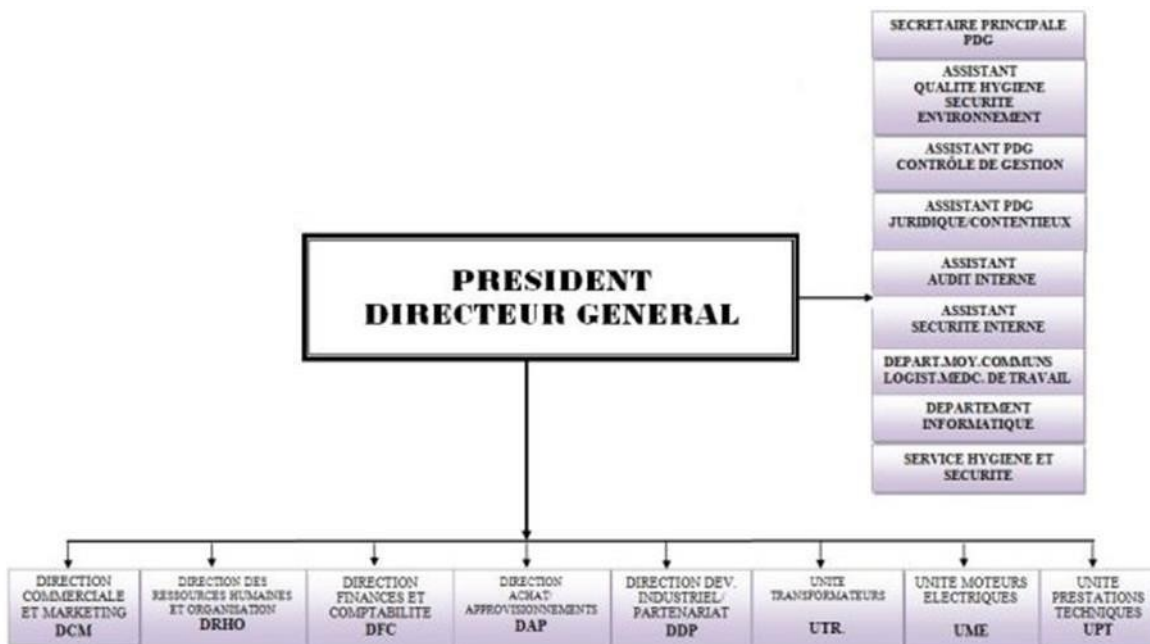 SECRETAIRE PRINCIPALE
PDG
ASSISTANT
QUALITE HYGIENE
SECURITE
ENVIRONNEMENT
ASSISTANT PDG
CONTRÔLE DE GESTION
ASSISTANT PDG
JURIDIQUE/CONTENTIEUX
ASSISTANT
AUDIT INTERNE
ASSISTANT
SECURITE INTERNE
DEPART.MOY.COMMUNS
LOGIST.MEDC. DE TRAVAIL
DEPARTEMENT
INFORMATIQUE
SERVICE HYGIENE ET
SECURITE
PRESIDENT
DIRECTEUR GENERAL
DIRECTION
COMMERCIALE
ET MARKETING
DCM
DIRECTION DES
RESSOURCES HUMAINES
ET ORGANISATION
DRHO
DIRECTION
FINANCES ET
COMPTABILITE
DFC
DIRECTION
ACHAT/
APPROVISIONNEMENTS
DAP
DIRECTION DEV.
INDUSTRIEL/
PARTENARIAT
DDP
UNITE
TRANSFORMATEURS
UTR.
UNITE MOTEURS
ELECTRIQUES
UME
UNITE
PRESTATIONS
TECHNIQUES
UPT